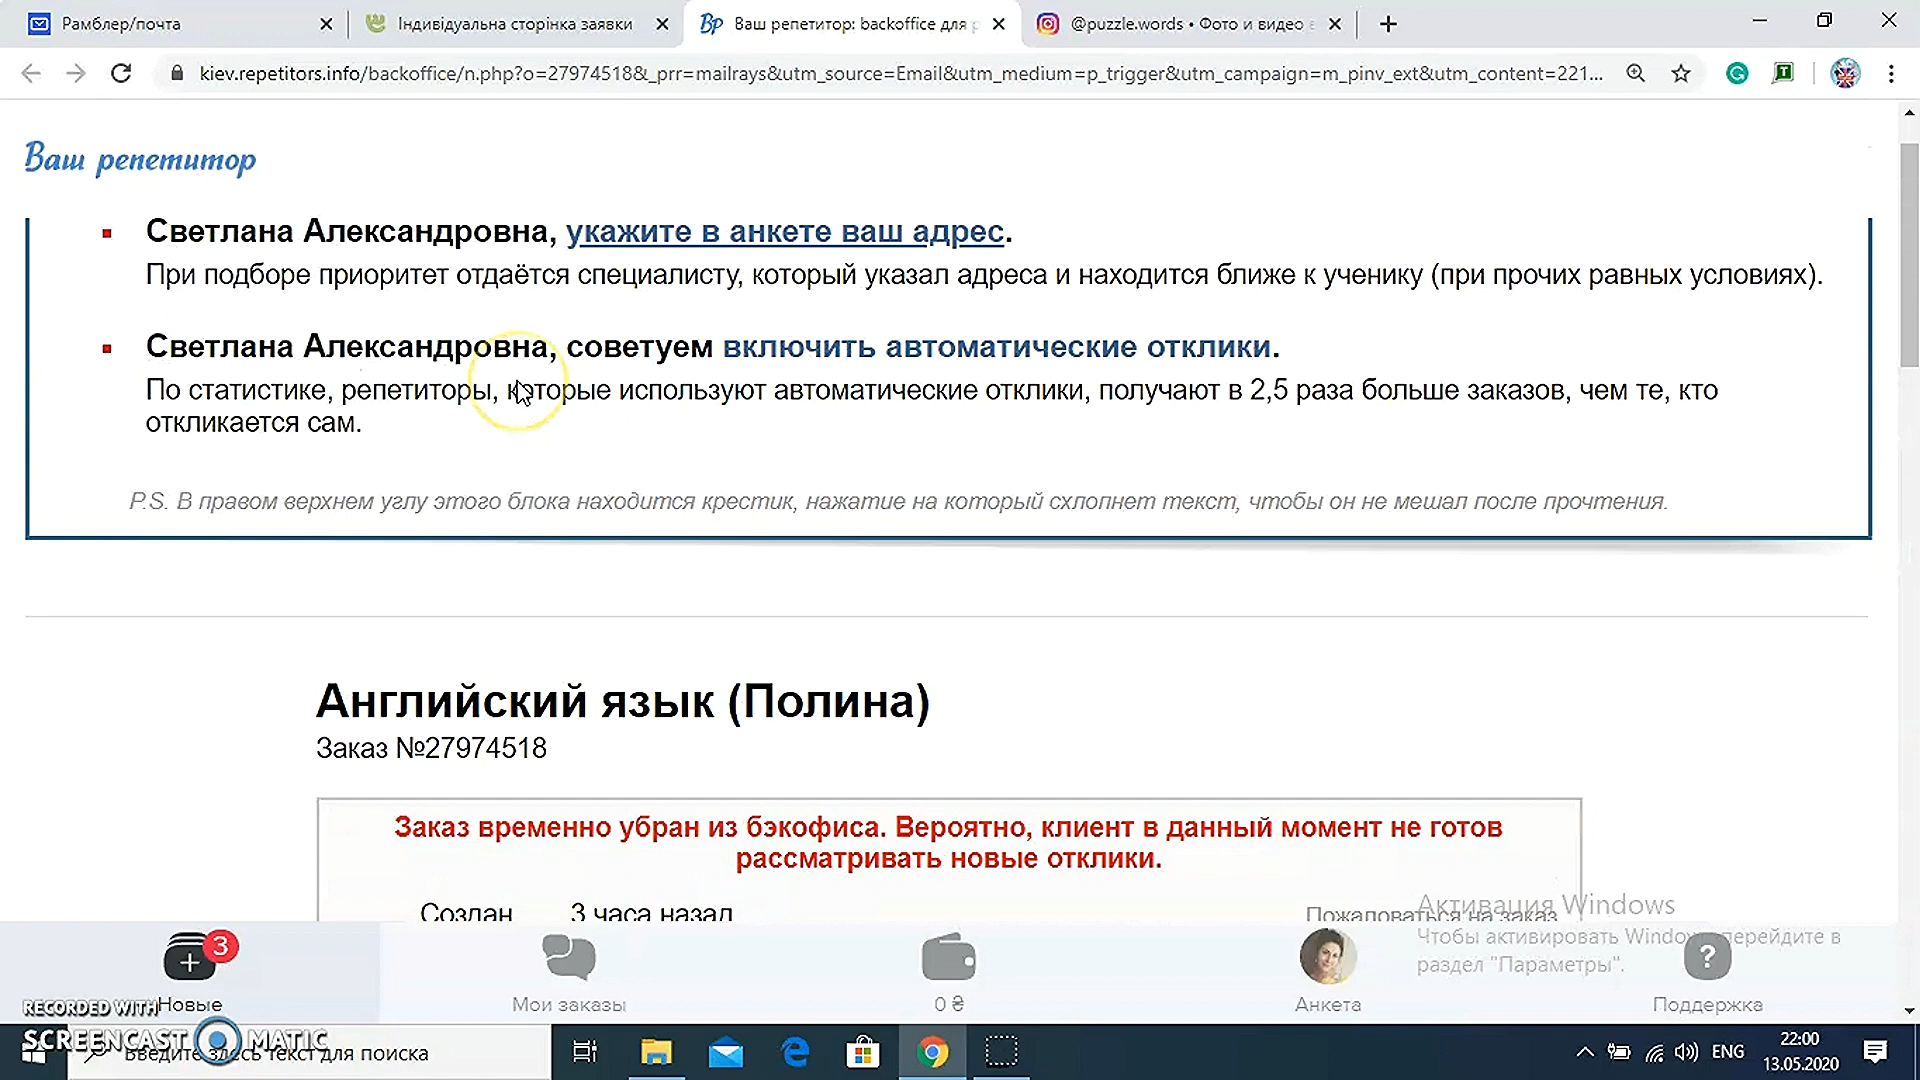 Рамблер/почта
Індивідуальна сторінка заявки
Ваш репетитор: backoffice для р
@puzzle.words • Фото и видео в
kiev.repetitors.info/backoffice/n.php?o=27974518&_prr=mailrays&utm_source=Email&utm_medium=p_trigger&utm_campaign=m_pinv_ext&utm_content=221...
Ваш репетитор
Светлана Александровна, укажите в анкете ваш адрес.
При подборе приоритет отдаётся специалисту, который указал адреса и находится ближе к ученику (при прочих равных условиях).
Светлана Александровна, советуем включить автоматические отклики.
По статистике, репетиторы, которые используют автоматические отклики, получают в 2,5 раза больше заказов, чем те, кто
откликается сам.
P.S. В правом верхнем углу этого блока находится крестик, нажатие на который схлопнет текст, чтобы он не мешал после прочтения.
Английский язык (Полина)
Заказ №27974518
Заказ временно убран из бэкофиса. Вероятно, клиент в данный момент не готов
рассматривать новые отклики.
Создан 3 часа назад
Пожаловаться на заказ
Активация Windows
Чтобы активировать Windows, перейдите в
раздел "Параметры".
3
Новые
Мои заказы
0 ₴
Анкета
Поддержка
RECORDED WITH
SCREENCAST MATIC
Введите здесь текст для поиска
ENG
22:00
13.05.2020